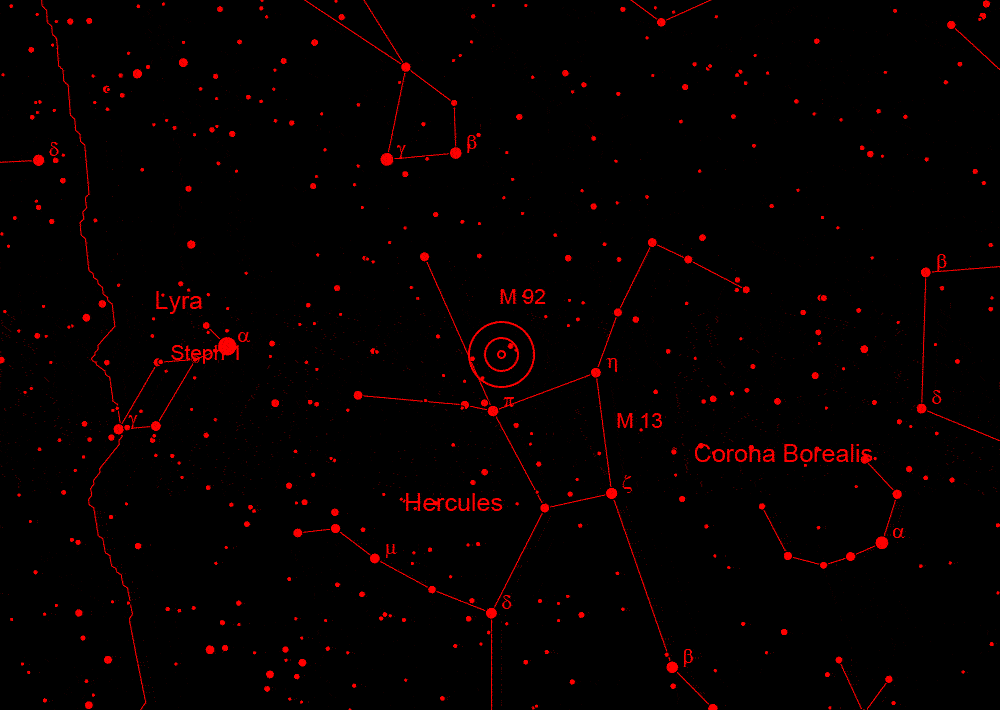 γ
β
δ
β
M 92
Lyra
α
Steph 1
η
π
δ
γ
M 13
Corona Borealis
ζ
Hercules
α
μ
δ
β